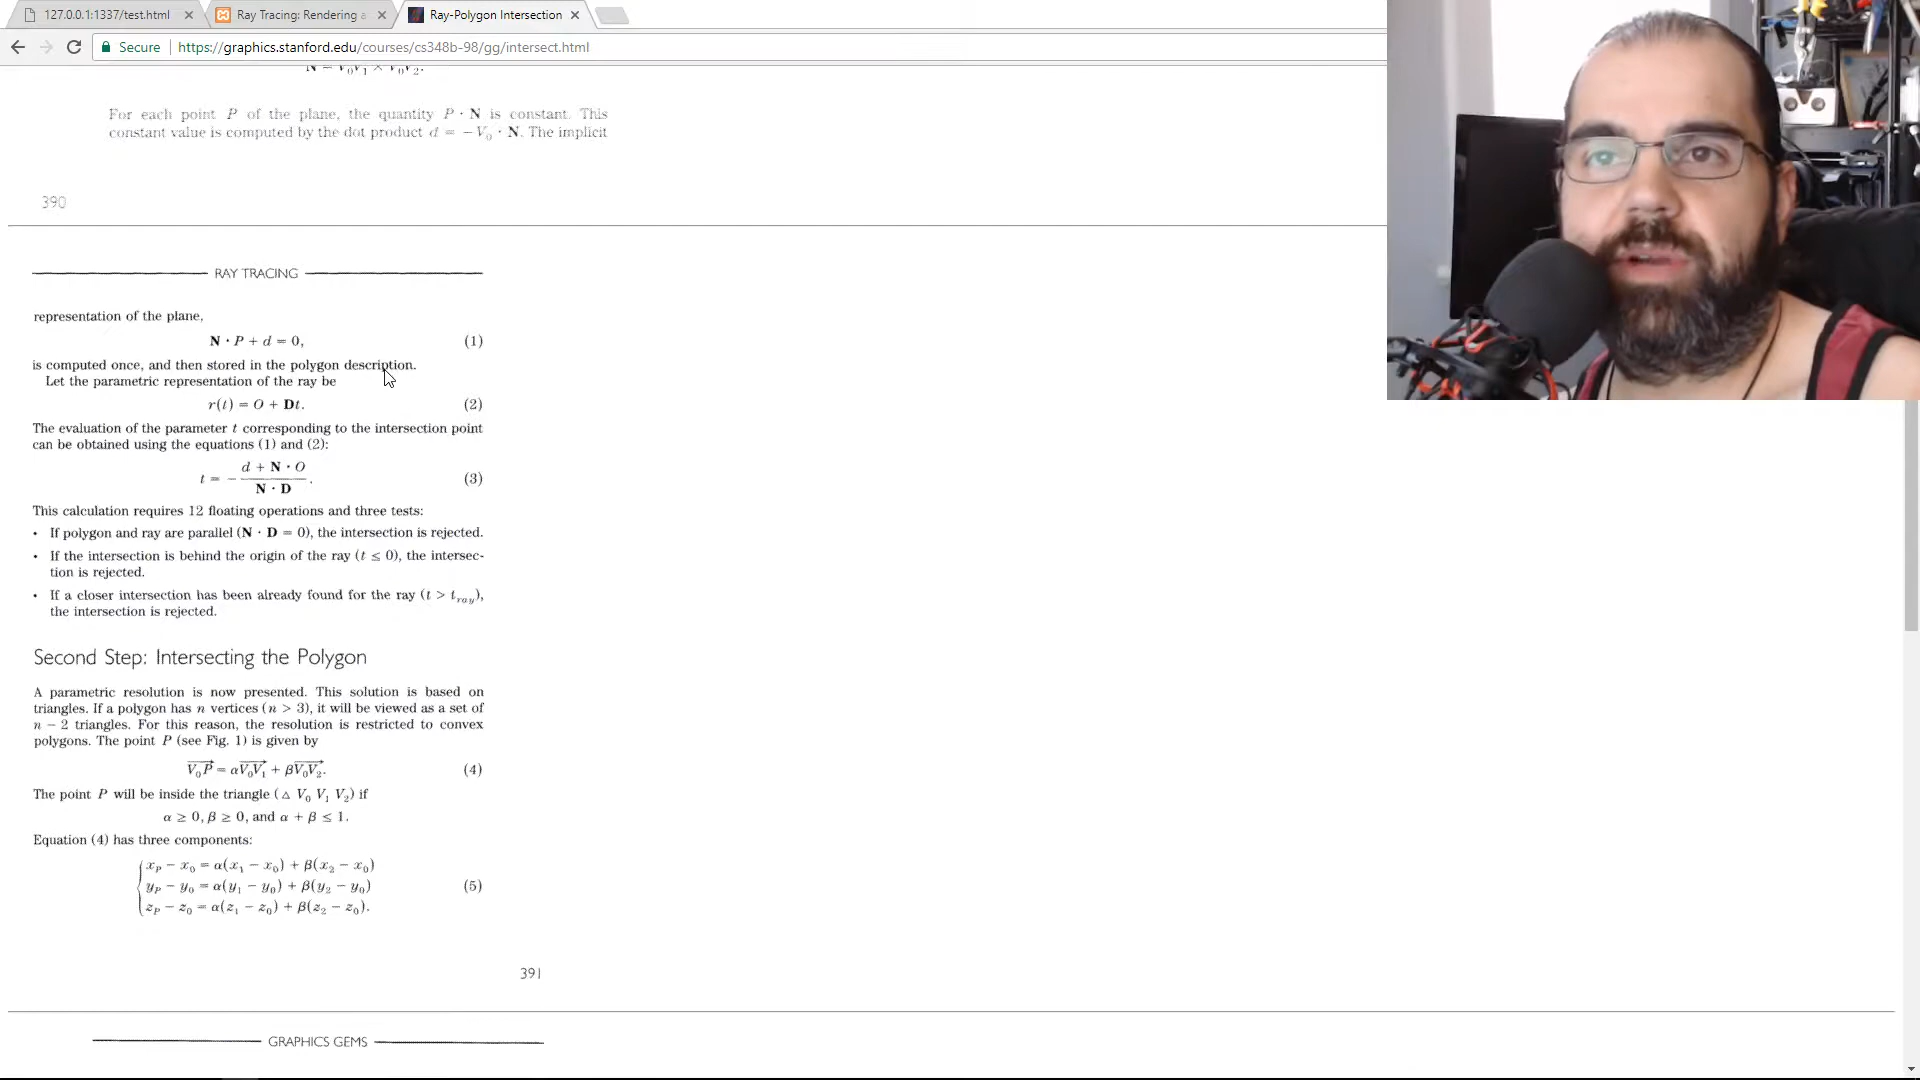 127.0.0.1:1337/test.html
Ray Tracing: Rendering a
Ray-Polygon Intersection
Secure
https://graphics.stanford.edu/courses/cs348b-98/gg/intersect.html
N = V₀V₁ × V₀V₂.
For each point P of the plane, the quantity P · N is constant. This
constant value is computed by the dot product d = − V₀ · N. The implicit
390
RAY TRACING
representation of the plane,
N · P + d = 0, (1)
is computed once, and then stored in the polygon description.
Let the parametric representation of the ray be
r(t) = O + Dt. (2)
The evaluation of the parameter t corresponding to the intersection point
can be obtained using the equations (1) and (2):
d + N · O
t = − (3)
N · D
This calculation requires 12 floating operations and three tests:
• If polygon and ray are parallel (N · D = 0), the intersection is rejected.
• If the intersection is behind the origin of the ray (t ≤ 0), the intersec-
tion is rejected.
• If a closer intersection has been already found for the ray (t > t_ray),
the intersection is rejected.
Second Step: Intersecting the Polygon
A parametric resolution is now presented. This solution is based on
triangles. If a polygon has n vertices (n > 3), it will be viewed as a set of
n − 2 triangles. For this reason, the resolution is restricted to convex
polygons. The point P (see Fig. 1) is given by
V₀P = αV₀V₁ + βV₀V₂. (4)
The point P will be inside the triangle (△ V₀ V₁ V₂) if
α ≥ 0, β ≥ 0, and α + β ≤ 1.
Equation (4) has three components:
x_P − x₀ = α(x₁ − x₀) + β(x₂ − x₀)
y_P − y₀ = α(y₁ − y₀) + β(y₂ − y₀) (5)
z_P − z₀ = α(z₁ − z₀) + β(z₂ − z₀).
391
GRAPHICS GEMS